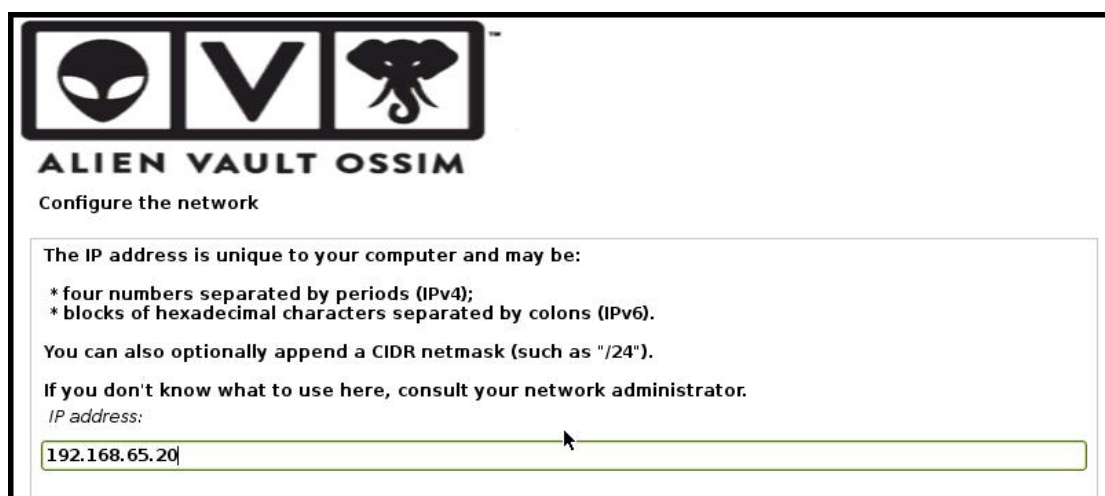 V
™
ALIEN VAULT OSSIM
Configure the network
The IP address is unique to your computer and may be:
* four numbers separated by periods (IPv4);
* blocks of hexadecimal characters separated by colons (IPv6).
You can also optionally append a CIDR netmask (such as "/24").
If you don't know what to use here, consult your network administrator.
IP address:
192.168.65.20